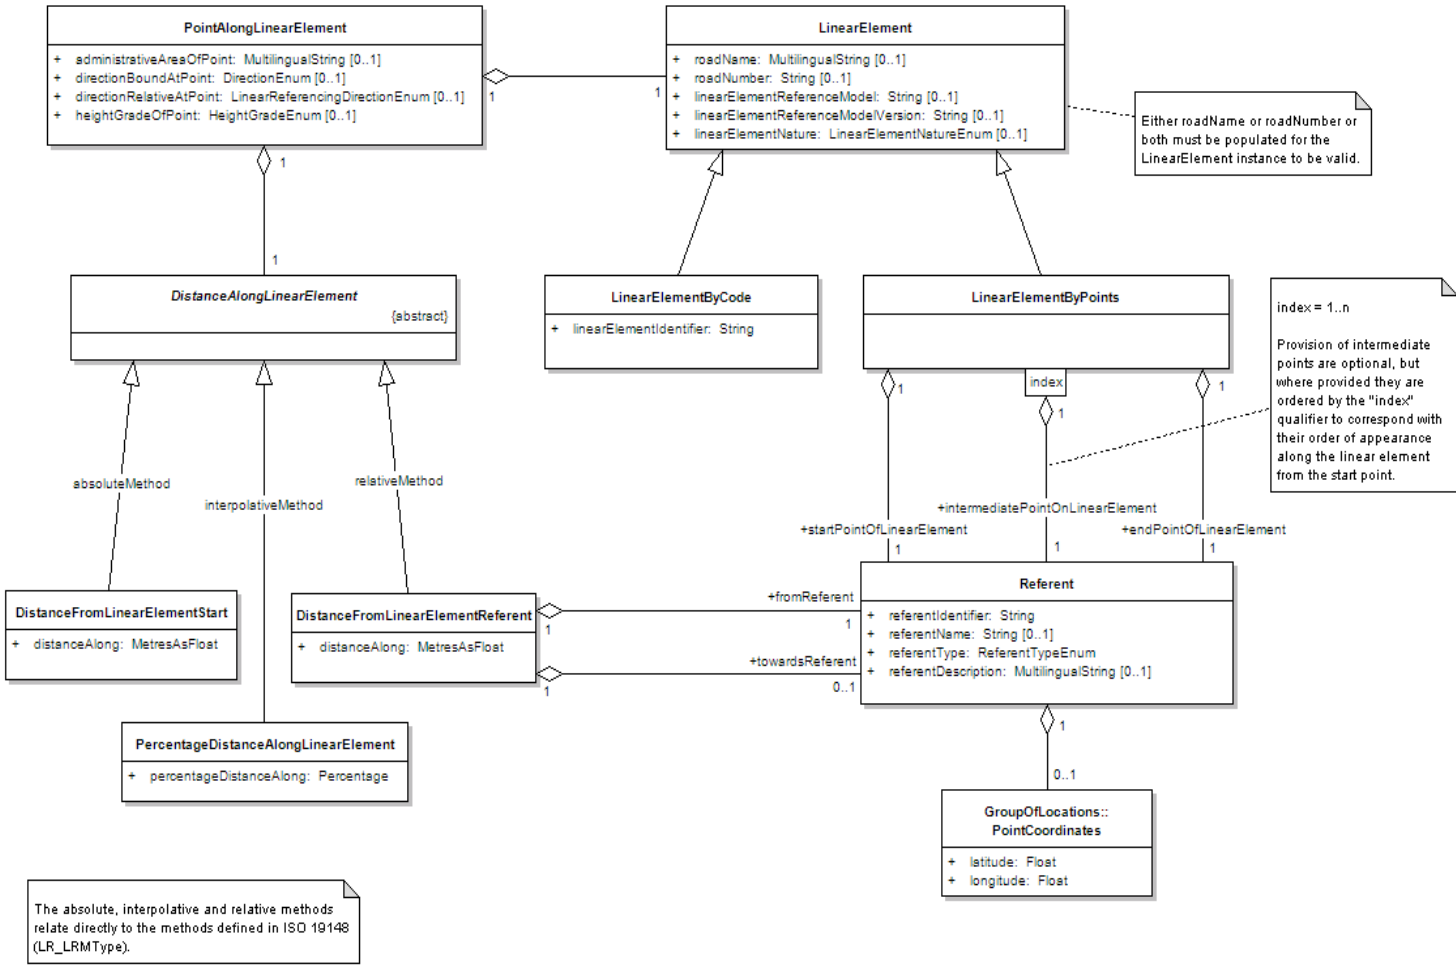 PointAlongLinearElement
+ administrativeAreaOfPoint: MultilingualString [0..1]
+ directionBoundAtPoint: DirectionEnum [0..1]
+ directionRelativeAtPoint: LinearReferencingDirectionEnum [0..1]
+ heightGradeOfPoint: HeightGradeEnum [0..1]
1
1
LinearElement
+ roadName: MultilingualString [0..1]
+ roadNumber: String [0..1]
+ linearElementReferenceModel: String [0..1]
+ linearElementReferenceModelVersion: String [0..1]
+ linearElementNature: LinearElementNatureEnum [0..1]
Either roadName or roadNumber or
both must be populated for the
LinearElement instance to be valid.
1
1
DistanceAlongLinearElement
{abstract}
LinearElementByCode
+ linearElementIdentifier: String
LinearElementByPoints
index
1
1
1
index = 1..n
Provision of intermediate
points are optional, but
where provided they are
ordered by the "index"
qualifier to correspond with
their order of appearance
along the linear element
from the start point.
absoluteMethod
interpolativeMethod
relativeMethod
+startPointOfLinearElement
1
+intermediatePointOnLinearElement
1
+endPointOfLinearElement
1
DistanceFromLinearElementStart
+ distanceAlong: MetresAsFloat
DistanceFromLinearElementReferent
+ distanceAlong: MetresAsFloat
+fromReferent
1
1
+towardsReferent
1
0..1
Referent
+ referentIdentifier: String
+ referentName: String [0..1]
+ referentType: ReferentTypeEnum
+ referentDescription: MultilingualString [0..1]
PercentageDistanceAlongLinearElement
+ percentageDistanceAlong: Percentage
1
0..1
GroupOfLocations::
PointCoordinates
+ latitude: Float
+ longitude: Float
The absolute, interpolative and relative methods
relate directly to the methods defined in ISO 19148
(LR_LRMType).